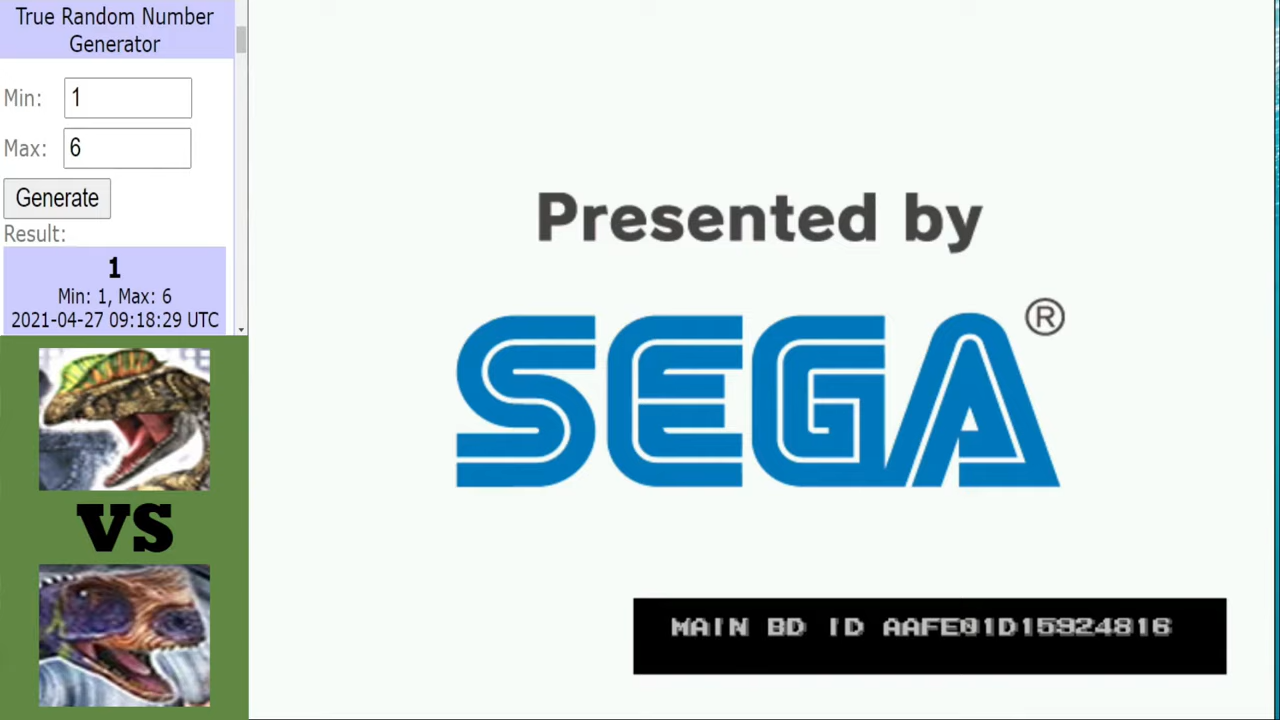 True Random Number
Generator
Min: 1
Max: 6
Generate
Result:
1
Min: 1, Max: 6
2021-04-27 09:18:29 UTC
VS
Presented by
SEGA®
MAIN BD ID AAFE01D15924816